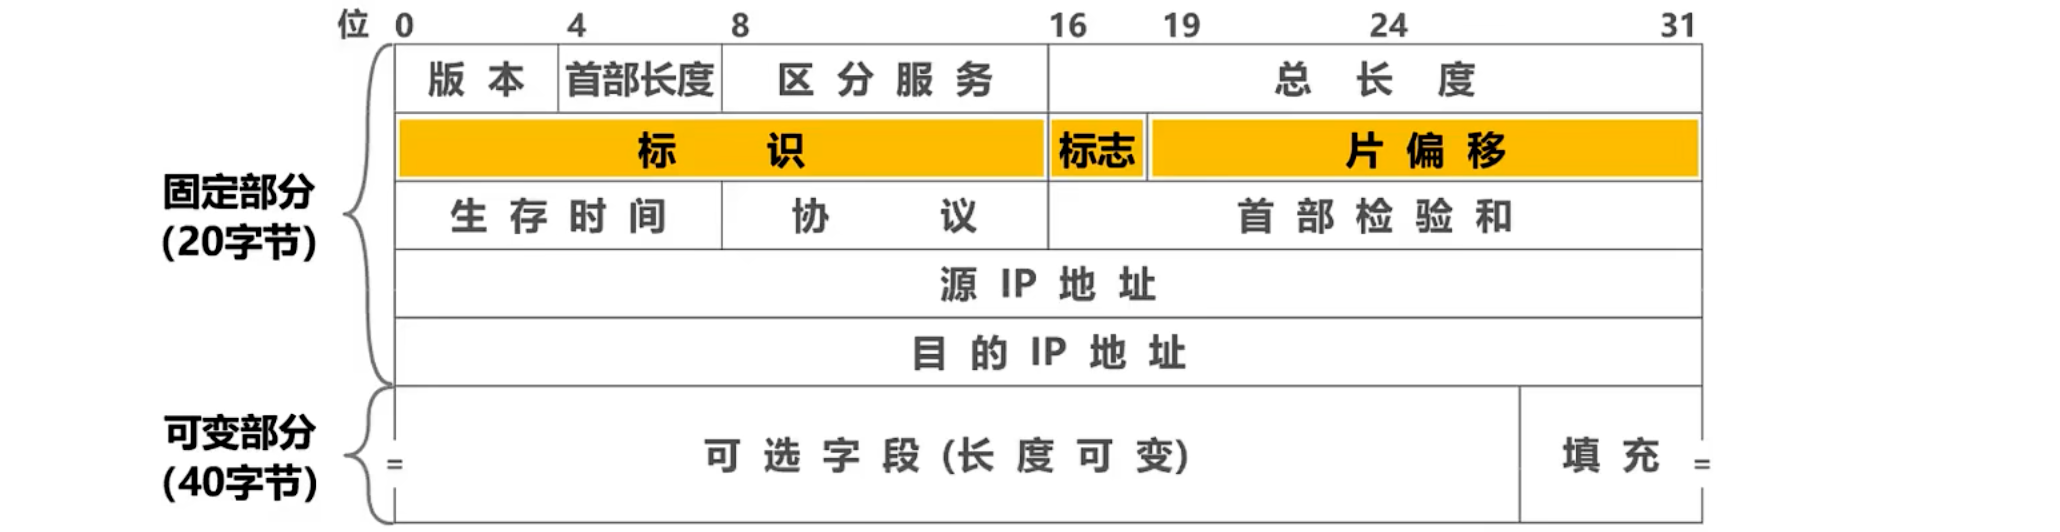 位 0 4 8 16 19 24 31
版 本 首部长度 区 分 服 务 总 长 度
标 识 标志 片 偏 移
固定部分
(20字节)
生 存 时 间 协 议 首 部 检 验 和
源 IP 地 址
目 的 IP 地 址
可变部分
(40字节)
= 可 选 字 段 (长 度 可 变) 填 充 =